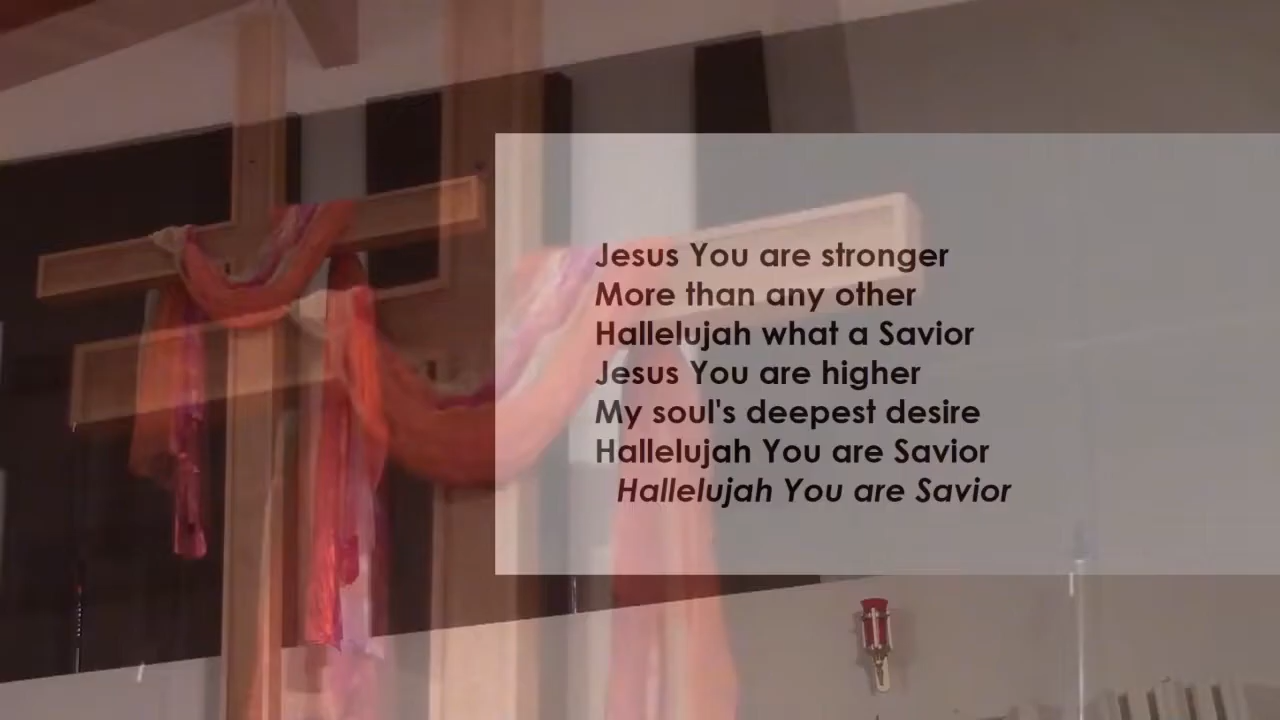 Jesus You are stronger
More than any other
Hallelujah what a Savior
Jesus You are higher
My soul's deepest desire
Hallelujah You are Savior
Hallelujah You are Savior